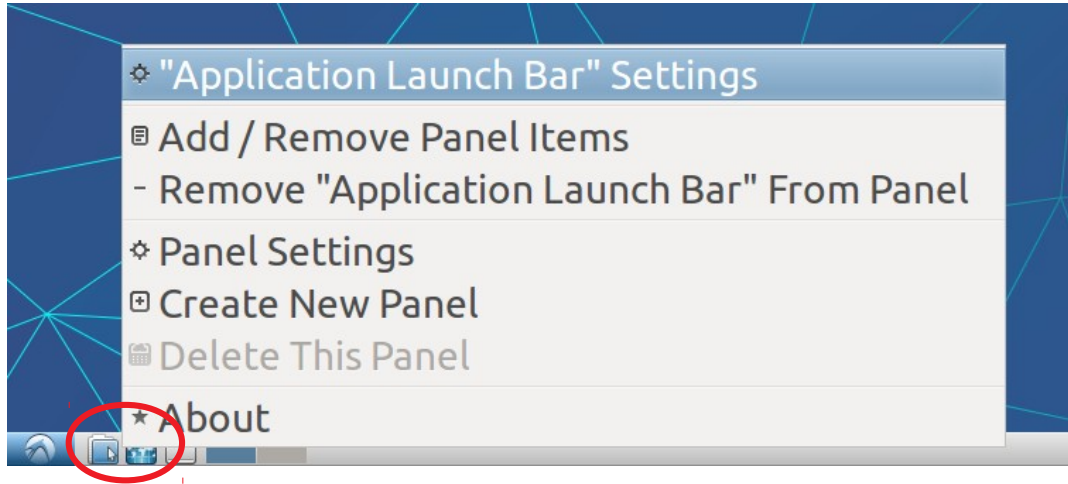 "Application Launch Bar" Settings
Add / Remove Panel Items
Remove "Application Launch Bar" From Panel
Panel Settings
Create New Panel
Delete This Panel
About